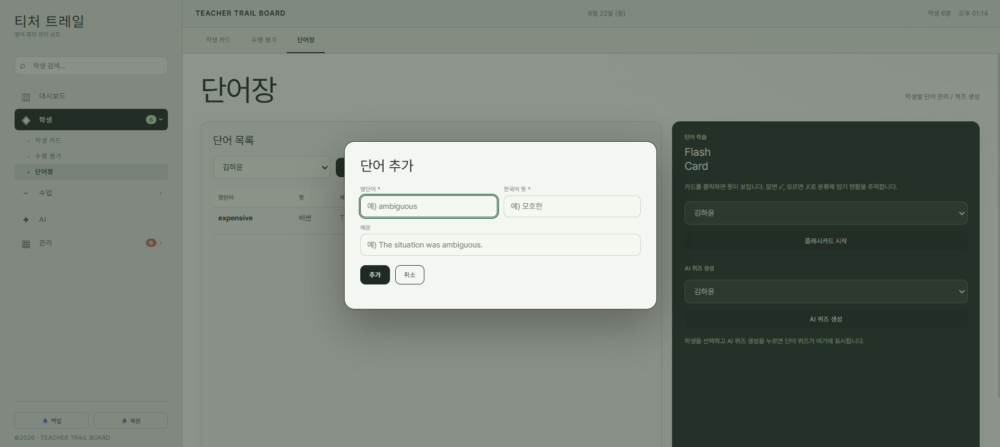 티처 트레일
영어 과외 관리 보드
학생 검색...
대시보드
학생 6
학생 카드
수행 평가
단어장
수업
AI
관리 6
백업 복원
©2026 · TEACHER TRAIL BOARD
TEACHER TRAIL BOARD 6월 22일 (월) 학생 6명 오후 01:14
학생 카드 수행 평가 단어장
단어장
학생별 단어 관리 / 퀴즈 생성
단어 목록
김하윤
영단어 뜻 예
expensive 비싼 T
단어 추가
영단어 * 한국어 뜻 *
예) ambiguous 예) 모호한
예문
예) The situation was ambiguous.
추가 취소
단어 학습
Flash
Card
카드를 클릭하면 뜻이 보입니다. 알면 ✓, 모르면 ✗로 분류해 암기 현황을 추적합니다.
김하윤
플래시카드 시작
AI 퀴즈 생성
김하윤
AI 퀴즈 생성
학생을 선택하고 AI 퀴즈 생성을 누르면 단어 퀴즈가 여기에 표시됩니다.